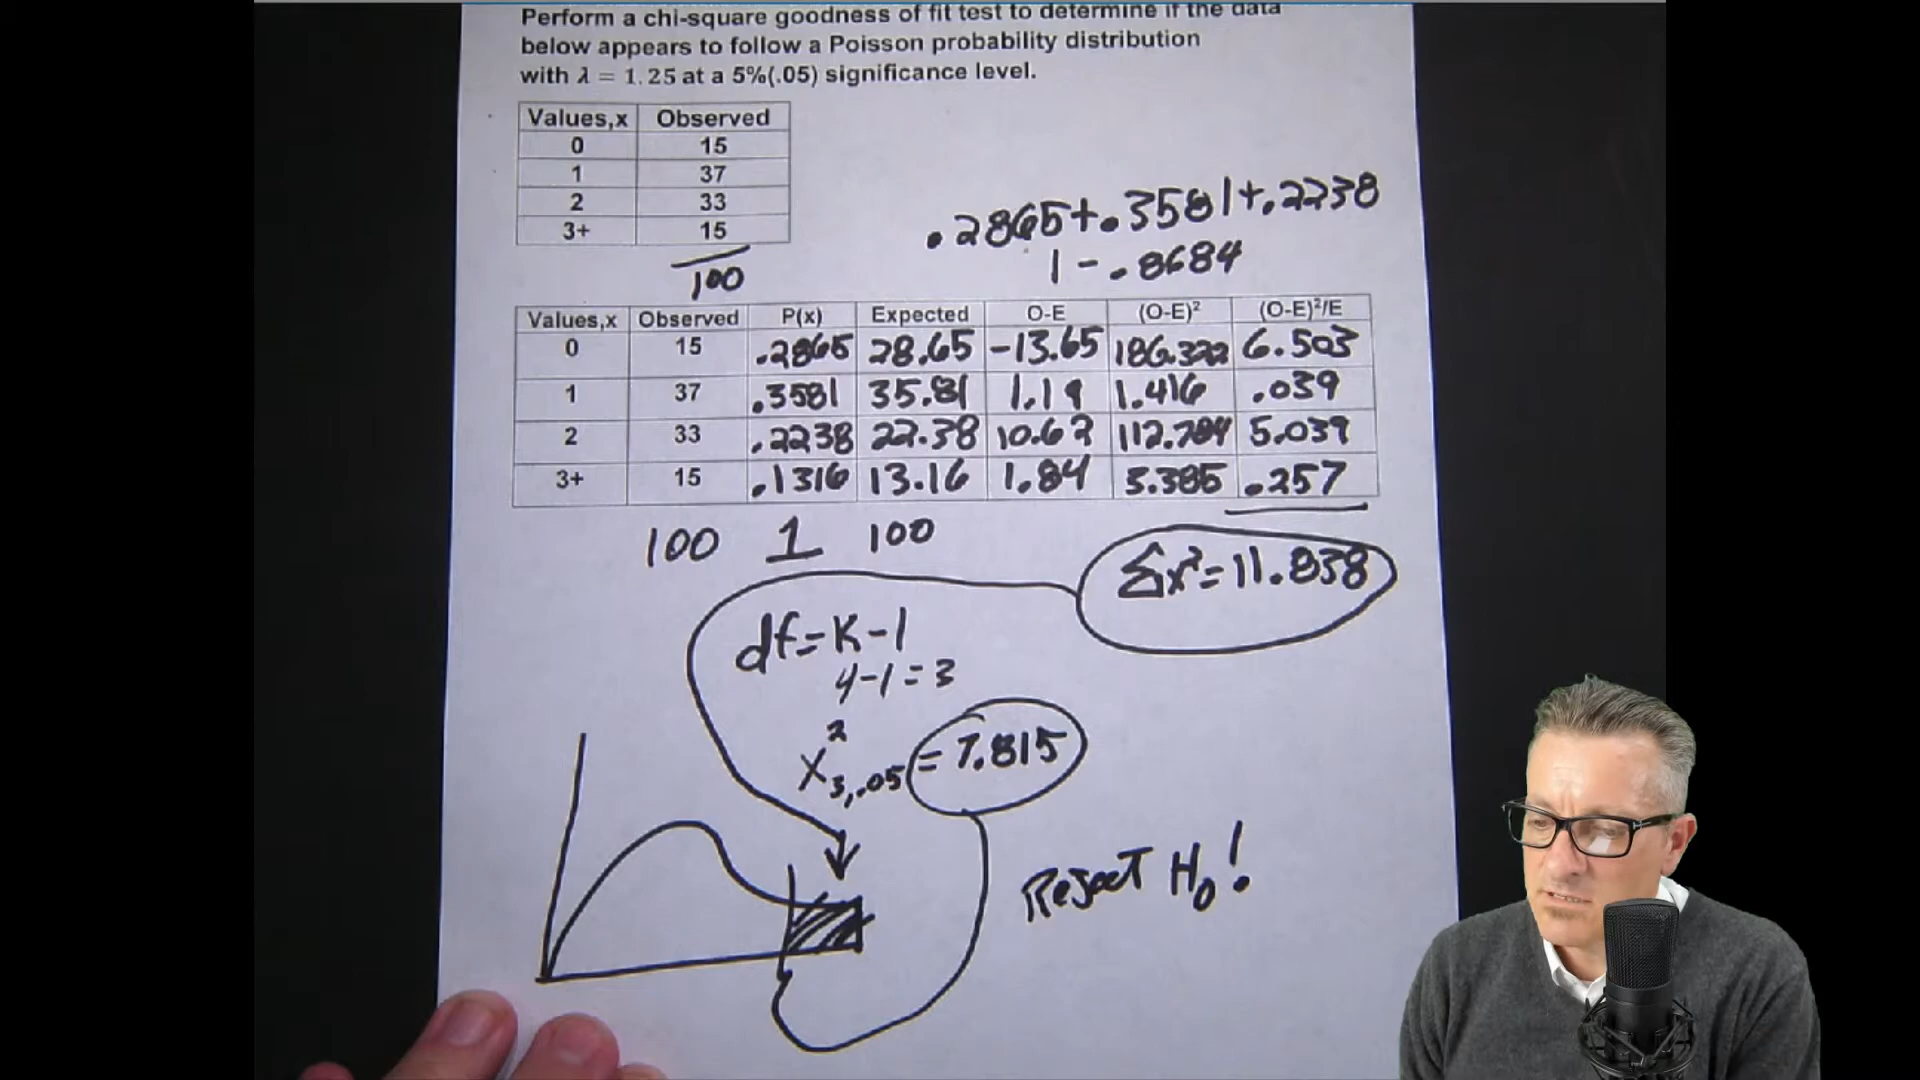 Perform a chi-square goodness of fit test to determine if the data
below appears to follow a Poisson probability distribution
with λ = 1.25 at a 5%(.05) significance level.
Values,x Observed
0 15
1 37
2 33
3+ 15
100
.2865+.3581+.2238
1 - .8684
Values,x Observed P(x) Expected O-E (O-E)² (O-E)²/E
0 15 .2865 28.65 -13.65 186.322 6.503
1 37 .3581 35.81 1.19 1.416 .039
2 33 .2238 22.38 10.62 112.784 5.039
3+ 15 .1316 13.16 1.84 3.385 .257
100 1 100
Σx²=11.838
df=K-1
4-1=3
X²3,.05 = 7.815
Reject H0!